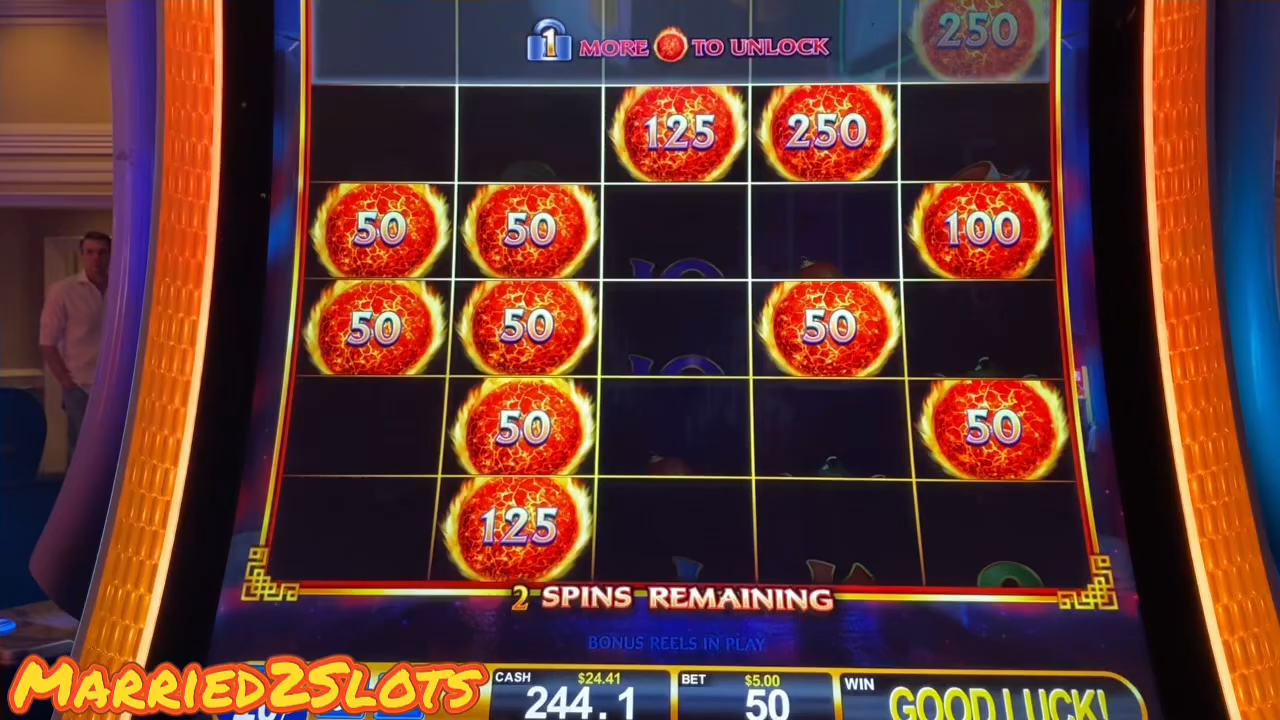 250
1 MORE TO UNLOCK
125 250
50 50 100
50 50 50
50 50
125
2 SPINS REMAINING
BONUS REELS IN PLAY
CASH $24.41 BET $5.00 WIN
244.1 50 GOOD LUCK!
MARRIED2SLOTS